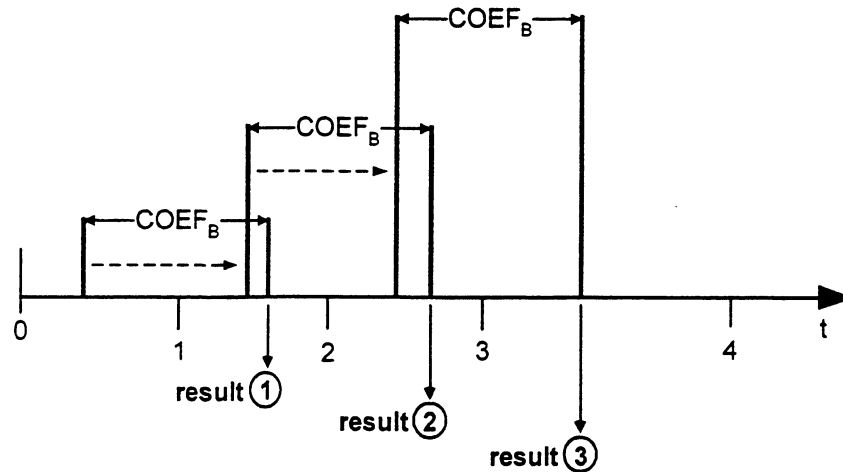 COEF_B
COEF_B
COEF_B
0
1
2
3
4
t
result ①
result ②
result ③